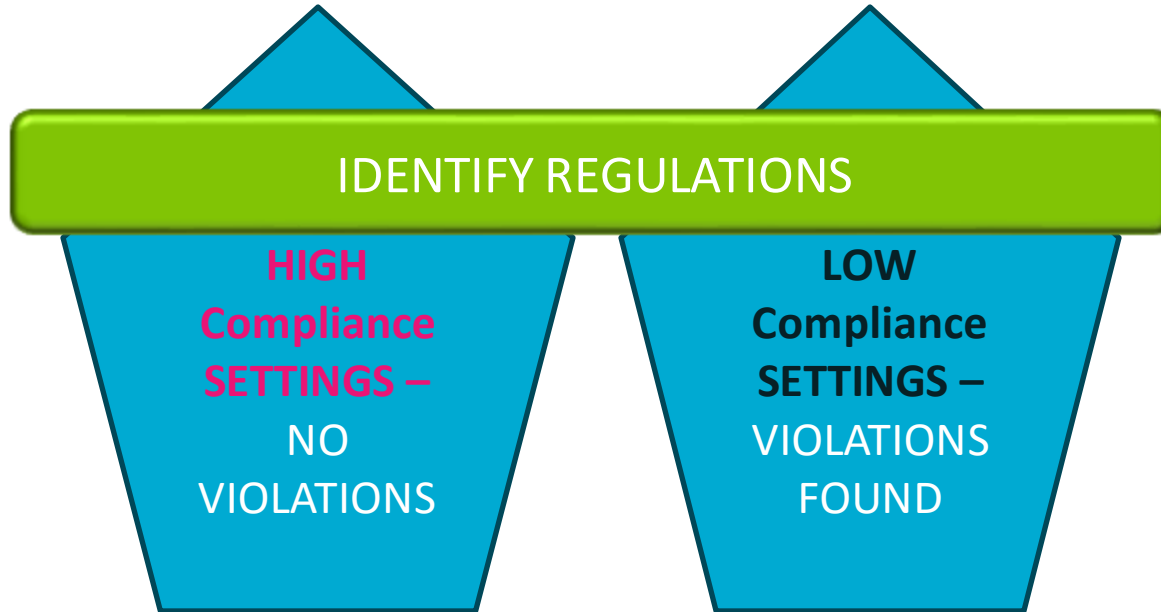 IDENTIFY REGULATIONS
HIGH
Compliance
SETTINGS –
NO
VIOLATIONS
LOW
Compliance
SETTINGS –
VIOLATIONS
FOUND